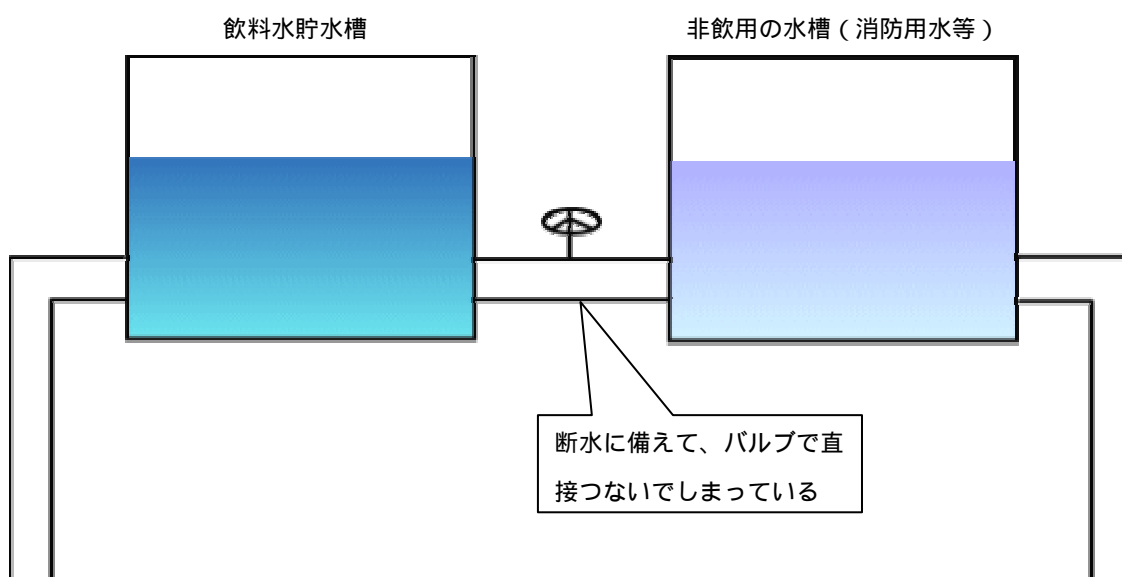 飲料水貯水槽
非飲用の水槽（消防用水等）
断水に備えて、バルブで直
接つないでしまっている